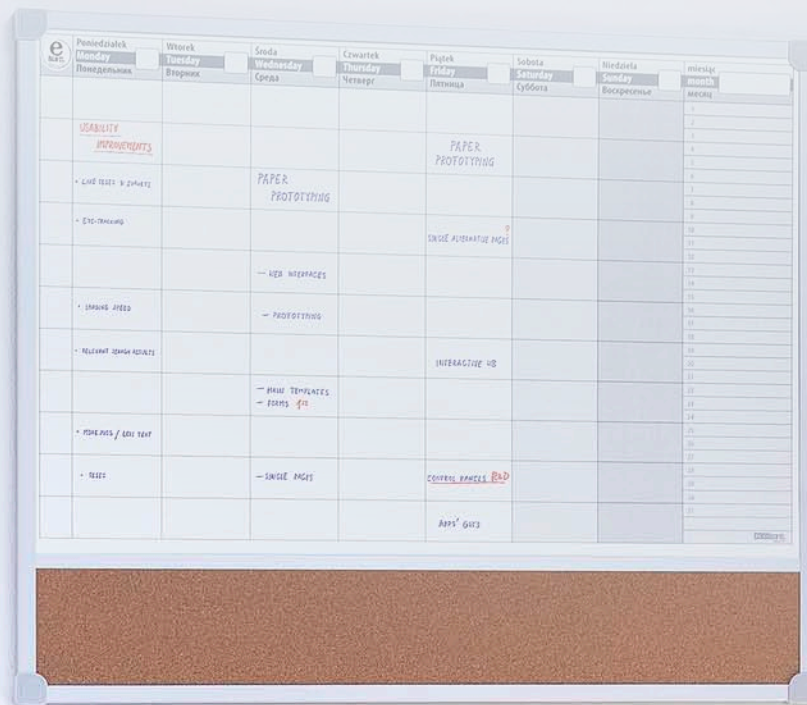 e
Poniedziałek
Monday
Понедельник
Wtorek
Tuesday
Вторник
Środa
Wednesday
Среда
Czwartek
Thursday
Четверг
Piątek
Friday
Пятница
Sobota
Saturday
Суббота
Niedziela
Sunday
Воскресенье
miesiąc
month
месяц
USABILITY
IMPROVEMENTS
• EYE-TRACKING
• LOADING SPEED
• RELEVANT SEARCH RESULTS
/ LESS TEXT
• TESTS
PAPER
PROTOTYPING
— WEB INTERFACES
— PROTOTYPING
TEMPLATES
— FORMS
— SINGLE PAGES
PAPER
PROTOTYPING
?
SINGLE ALTERNATIVE PAGES
INTERACTIVE
CONTROL PANELS R&D
APPS' GUIS